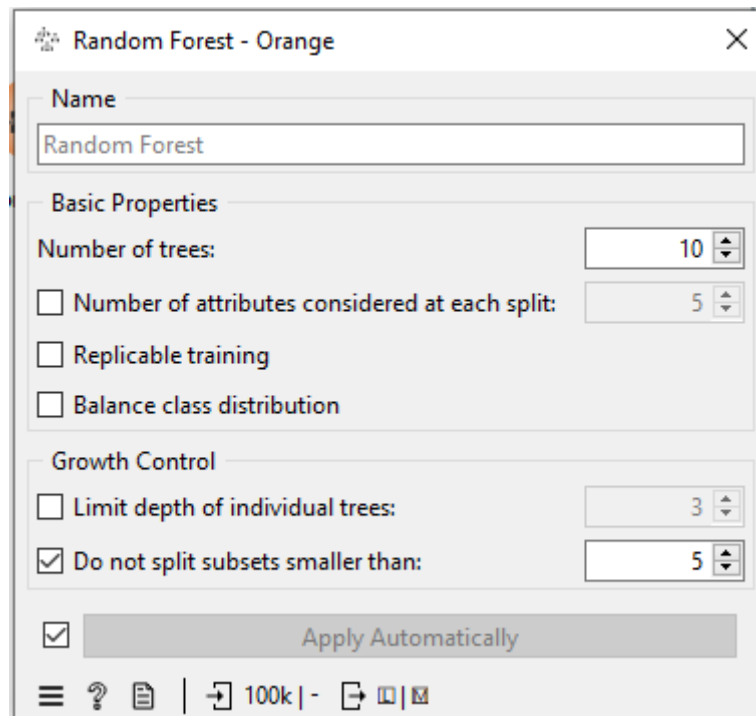 Random Forest - Orange
Name
Random Forest
Basic Properties
Number of trees: 10
Number of attributes considered at each split: 5
Replicable training
Balance class distribution
Growth Control
Limit depth of individual trees: 3
Do not split subsets smaller than: 5
Apply Automatically
? 100k | - L | M